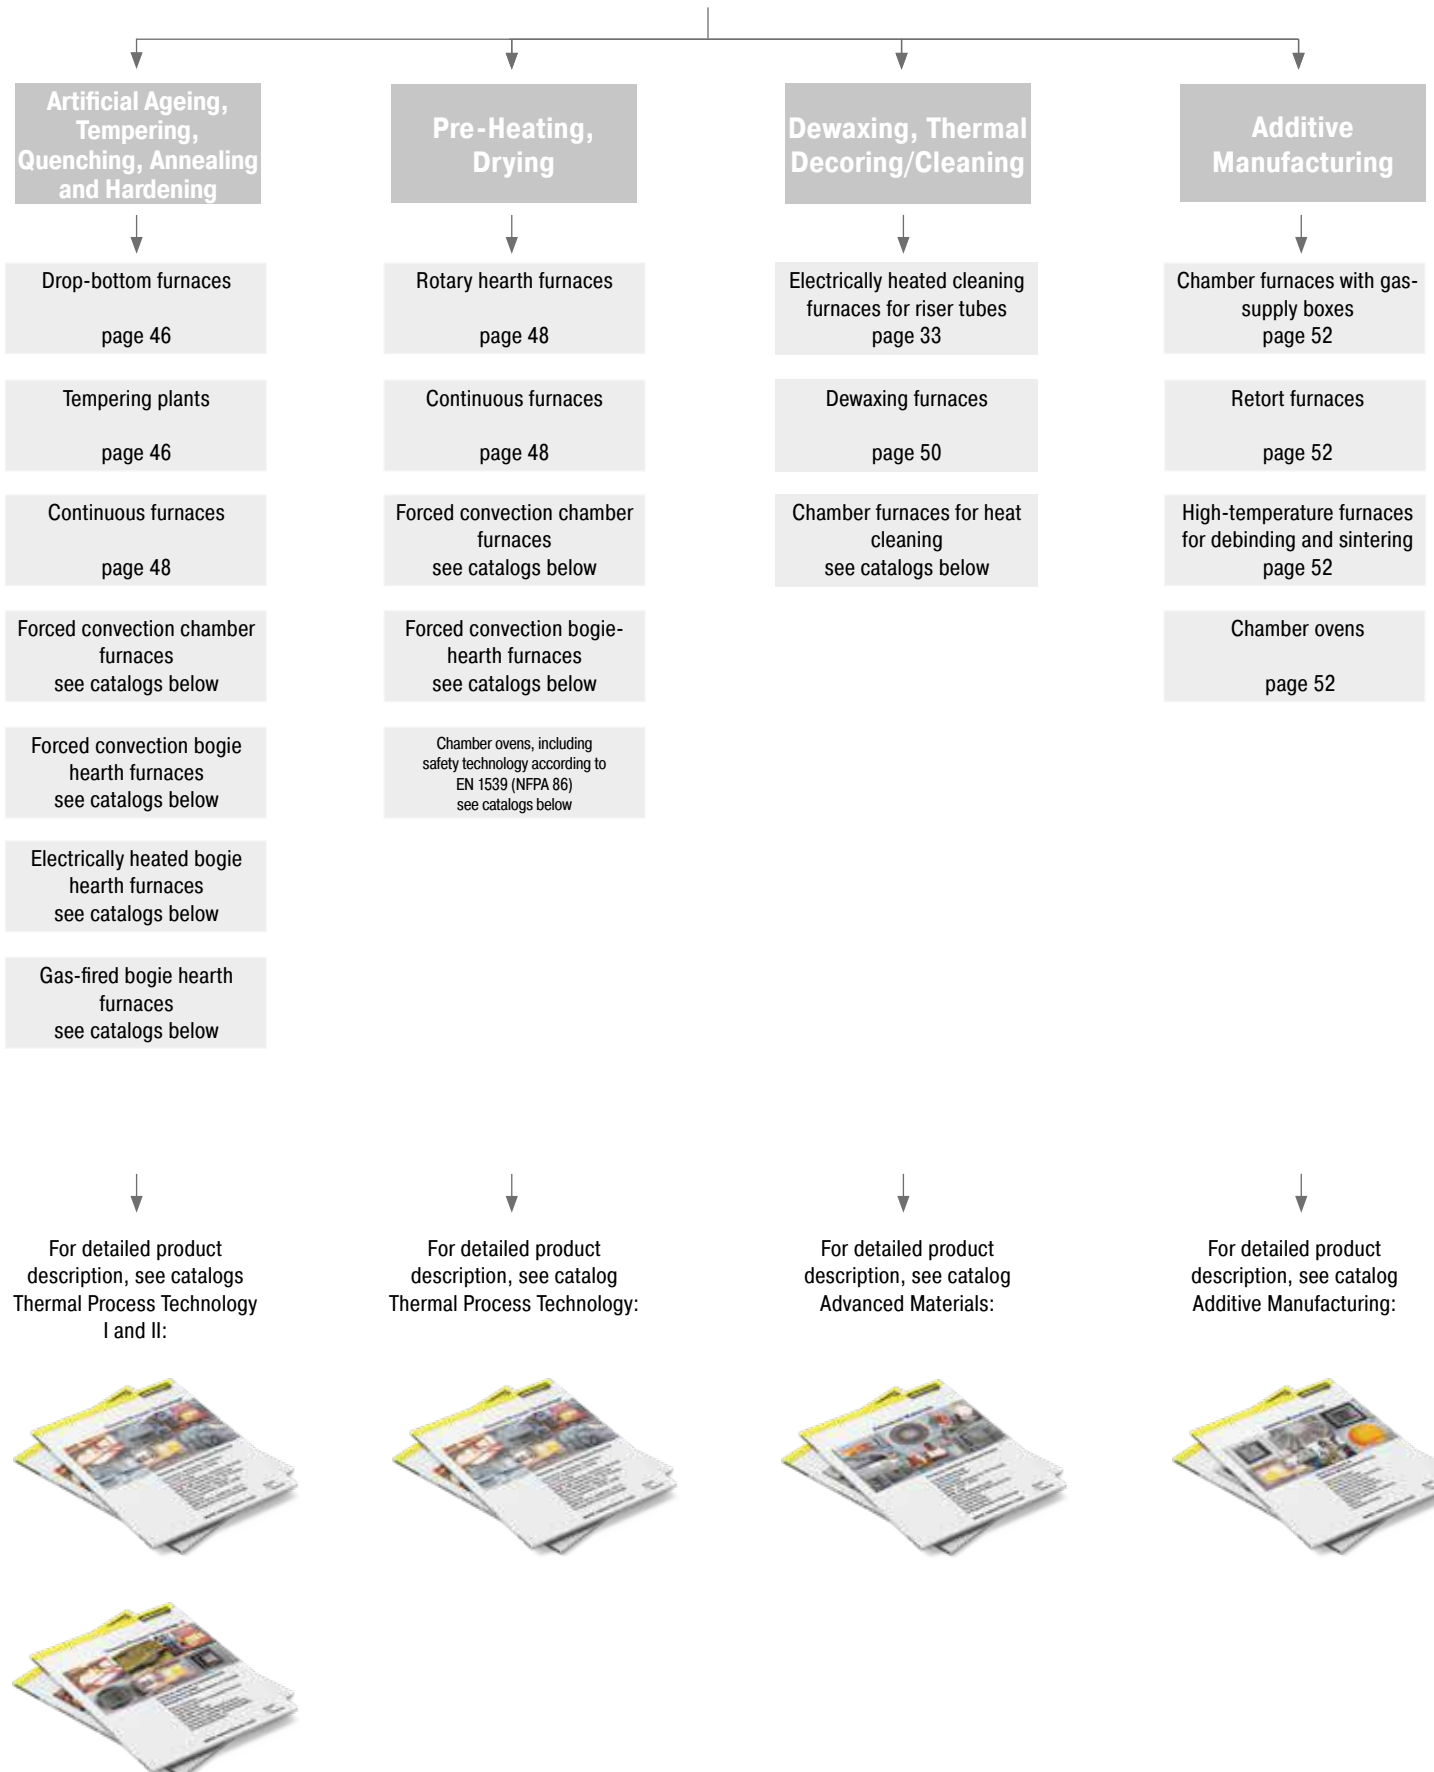 Artificial Ageing,
Tempering,
Quenching, Annealing
and Hardening
Drop-bottom furnaces
page 46
Tempering plants
page 46
Continuous furnaces
page 48
Forced convection chamber
furnaces
see catalogs below
Forced convection bogie
hearth furnaces
see catalogs below
Electrically heated bogie
hearth furnaces
see catalogs below
Gas-fired bogie hearth
furnaces
see catalogs below
For detailed product
description, see catalogs
Thermal Process Technology
I and II:
Pre-Heating,
Drying
Rotary hearth furnaces
page 48
Continuous furnaces
page 48
Forced convection chamber
furnaces
see catalogs below
Forced convection bogie-
hearth furnaces
see catalogs below
Chamber ovens, including
safety technology according to
EN 1539 (NFPA 86)
see catalogs below
For detailed product
description, see catalog
Thermal Process Technology:
Dewaxing, Thermal
Decoring/Cleaning
Electrically heated cleaning
furnaces for riser tubes
page 33
Dewaxing furnaces
page 50
Chamber furnaces for heat
cleaning
see catalogs below
For detailed product
description, see catalog
Advanced Materials:
Additive
Manufacturing
Chamber furnaces with gas-
supply boxes
page 52
Retort furnaces
page 52
High-temperature furnaces
for debinding and sintering
page 52
Chamber ovens
page 52
For detailed product
description, see catalog
Additive Manufacturing: